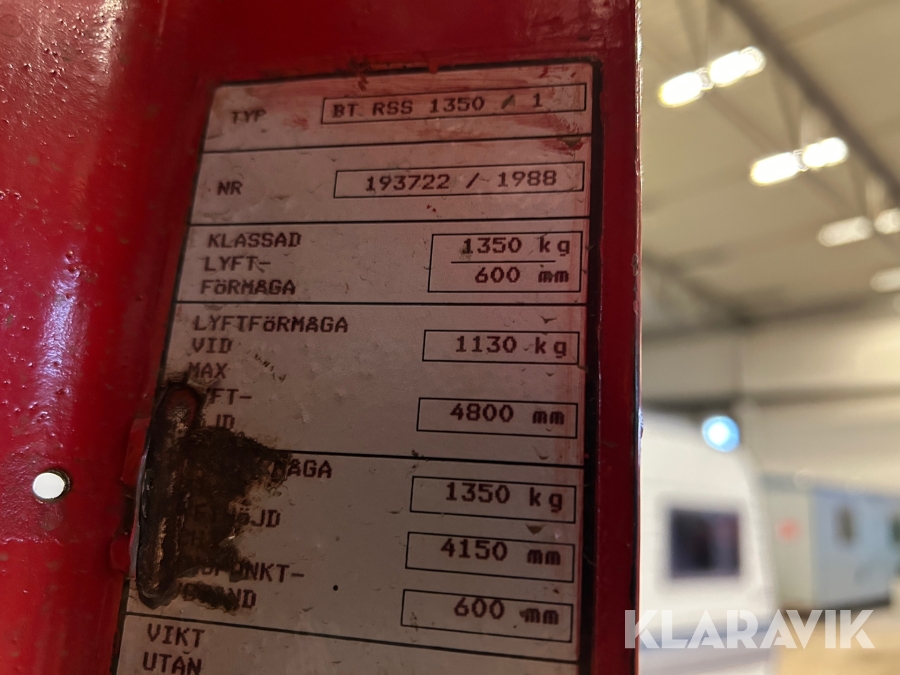 TYP BT RSS 1350 / 1
NR 193722 / 1988
KLASSAD 1350 kg
LYFT- 600 mm
FÖRMÅGA
LYFTFÖRMÅGA
VID 1130 kg
MAX
4800 mm
1350 kg
4150 mm
600 mm
VIKT
UTAN
KLARAVIK